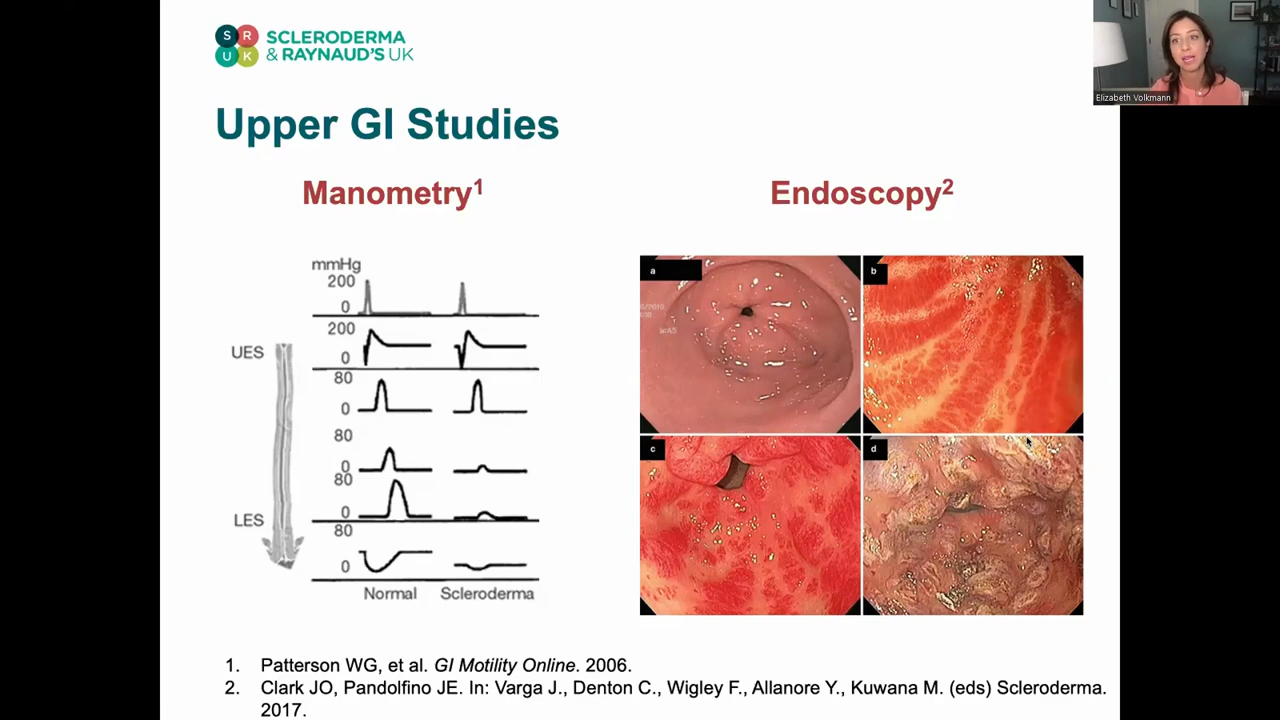 S R
U K
SCLERODERMA
& RAYNAUD'S UK
Elizabeth Volkmann
Upper GI Studies
Manometry1
Endoscopy2
mmHg
200
0
200
UES
0
80
0
80
0
80
LES
0
80
0
Normal
Scleroderma
a
b
c
d
1. Patterson WG, et al. GI Motility Online. 2006.
2. Clark JO, Pandolfino JE. In: Varga J., Denton C., Wigley F., Allanore Y., Kuwana M. (eds) Scleroderma.
2017.